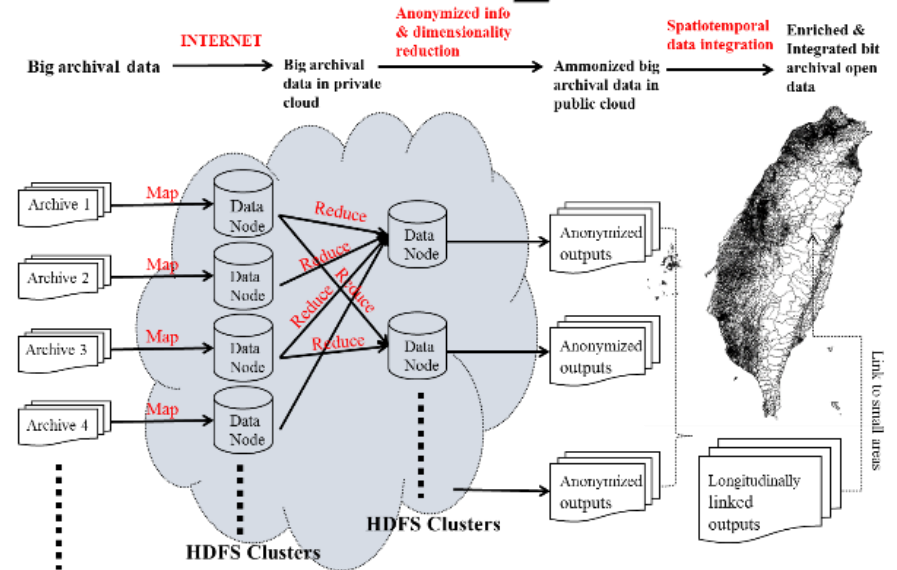 Big archival data
INTERNET
Big archival
data in private
cloud
Anonymized info
& dimensionality
reduction
Ammonized big
archival data in
public cloud
Spatiotemporal
data integration
Enriched &
Integrated bit
archival open
data
Archive 1
Map
Data
Node
Archive 2
Map
Data
Node
Archive 3
Map
Data
Node
Archive 4
Map
Data
Node
Reduce
Reduce
Reduce
Reduce
Reduce
Data
Node
Data
Node
HDFS Clusters
HDFS Clusters
Anonymized
outputs
Anonymized
outputs
Anonymized
outputs
Longitudinally
linked
outputs
Link to small areas